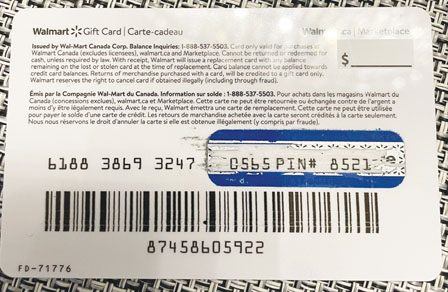 Walmart Gift Card | Carte-cadeau
Marketplace
Issued by Wal-Mart Canada Corp. Balance Inquiries: 1-888-537-5503. Card only valid for purchases at
Canada (excludes licensees), walmart.ca and Marketplace. Cannot be returned or redeemed for
cash, unless required by law. With receipt, Walmart will issue a replacement card with any balance
remaining on the lost or stolen card at the time of replacement. Card balance cannot be applied towards
credit card balances. Returns of merchandise purchased with a card, will be credited to a gift card only.
Walmart reserves the right to cancel card if obtained illegally (including through fraud).
$
Émis par la Compagnie Wal-Mart du Canada. Information sur solde : 1-888-537-5503. Pour achats dans les magasins Walmart du
Canada (concessions exclues), walmart.ca et Marketplace. Cette carte ne peut être retournée ou échangée contre de l'argent à
moins d'y être légalement requis. Avec le reçu, Walmart émettra une carte de remplacement. Cette carte ne peut être utilisée
pour payer le solde d'une carte de crédit. Les retours de marchandise achetée avec la carte seront crédités à la carte seulement.
Nous nous réservons le droit d'annuler la carte si elle est obtenue illégalement (y compris par fraude).
6188 3869 3247 0565 PIN# 8521
87458605922
FD-71776